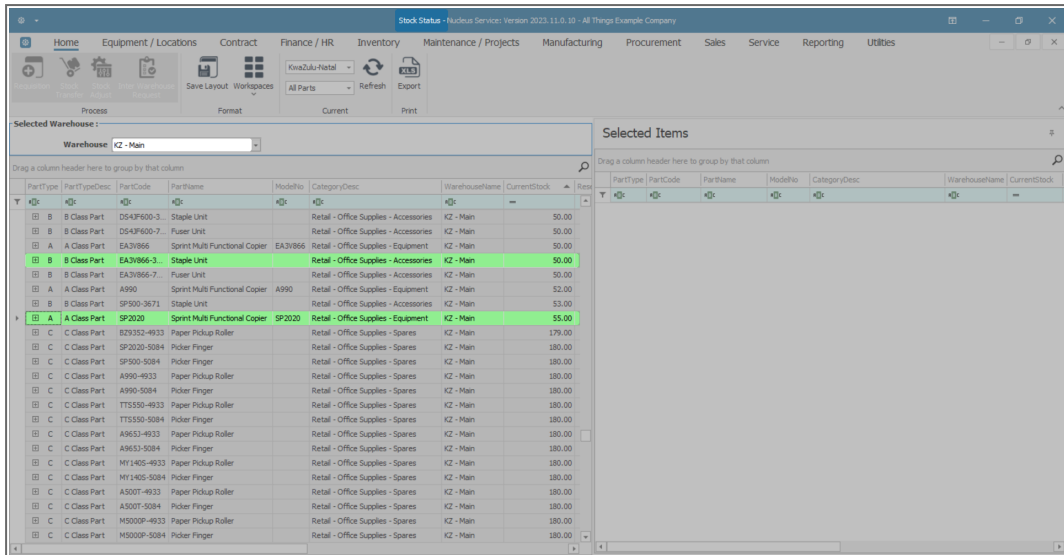 Stock Status - Nucleus Service: Version 2023.11.0.10 - All Things Example Company
Home Equipment / Locations Contract Finance / HR Inventory Maintenance / Projects Manufacturing Procurement Sales Service Reporting Utilities
Save Layout Workspaces KwaZulu-Natal All Parts Refresh Export
Process Format Current Print
Selected Warehouse :
Warehouse KZ - Main
Selected Items
Drag a column header here to group by that column
Drag a column header here to group by that column
PartType PartTypeDesc PartCode PartName ModelNo CategoryDesc WarehouseName CurrentStock Rese
PartType PartCode PartName ModelNo CategoryDesc WarehouseName CurrentStock
B B Class Part DS4JF600-3... Staple Unit Retail - Office Supplies - Accessories KZ - Main 50.00
B B Class Part DS4JF600-7... Fuser Unit Retail - Office Supplies - Accessories KZ - Main 50.00
A A Class Part EA3V866 Sprint Multi Functional Copier EA3V866 Retail - Office Supplies - Equipment KZ - Main 50.00
B B Class Part EA3V866-3... Staple Unit Retail - Office Supplies - Accessories KZ - Main 50.00
B B Class Part EA3V866-7... Fuser Unit Retail - Office Supplies - Accessories KZ - Main 50.00
A A Class Part A990 Sprint Multi Functional Copier A990 Retail - Office Supplies - Equipment KZ - Main 52.00
B B Class Part SP500-3671 Staple Unit Retail - Office Supplies - Accessories KZ - Main 53.00
A A Class Part SP2020 Sprint Multi Functional Copier SP2020 Retail - Office Supplies - Equipment KZ - Main 55.00
C C Class Part BZ9352-4933 Paper Pickup Roller Retail - Office Supplies - Spares KZ - Main 179.00
C C Class Part SP2020-5084 Picker Finger Retail - Office Supplies - Spares KZ - Main 180.00
C C Class Part SP500-5084 Picker Finger Retail - Office Supplies - Spares KZ - Main 180.00
C C Class Part A990-4933 Paper Pickup Roller Retail - Office Supplies - Spares KZ - Main 180.00
C C Class Part A990-5084 Picker Finger Retail - Office Supplies - Spares KZ - Main 180.00
C C Class Part TTS550-4933 Paper Pickup Roller Retail - Office Supplies - Spares KZ - Main 180.00
C C Class Part TTS550-5084 Picker Finger Retail - Office Supplies - Spares KZ - Main 180.00
C C Class Part A965J-4933 Paper Pickup Roller Retail - Office Supplies - Spares KZ - Main 180.00
C C Class Part A965J-5084 Picker Finger Retail - Office Supplies - Spares KZ - Main 180.00
C C Class Part MY140S-4933 Paper Pickup Roller Retail - Office Supplies - Spares KZ - Main 180.00
C C Class Part MY140S-5084 Picker Finger Retail - Office Supplies - Spares KZ - Main 180.00
C C Class Part A500T-4933 Paper Pickup Roller Retail - Office Supplies - Spares KZ - Main 180.00
C C Class Part A500T-5084 Picker Finger Retail - Office Supplies - Spares KZ - Main 180.00
C C Class Part M5000P-4933 Paper Pickup Roller Retail - Office Supplies - Spares KZ - Main 180.00
C C Class Part M5000P-5084 Picker Finger Retail - Office Supplies - Spares KZ - Main 180.00